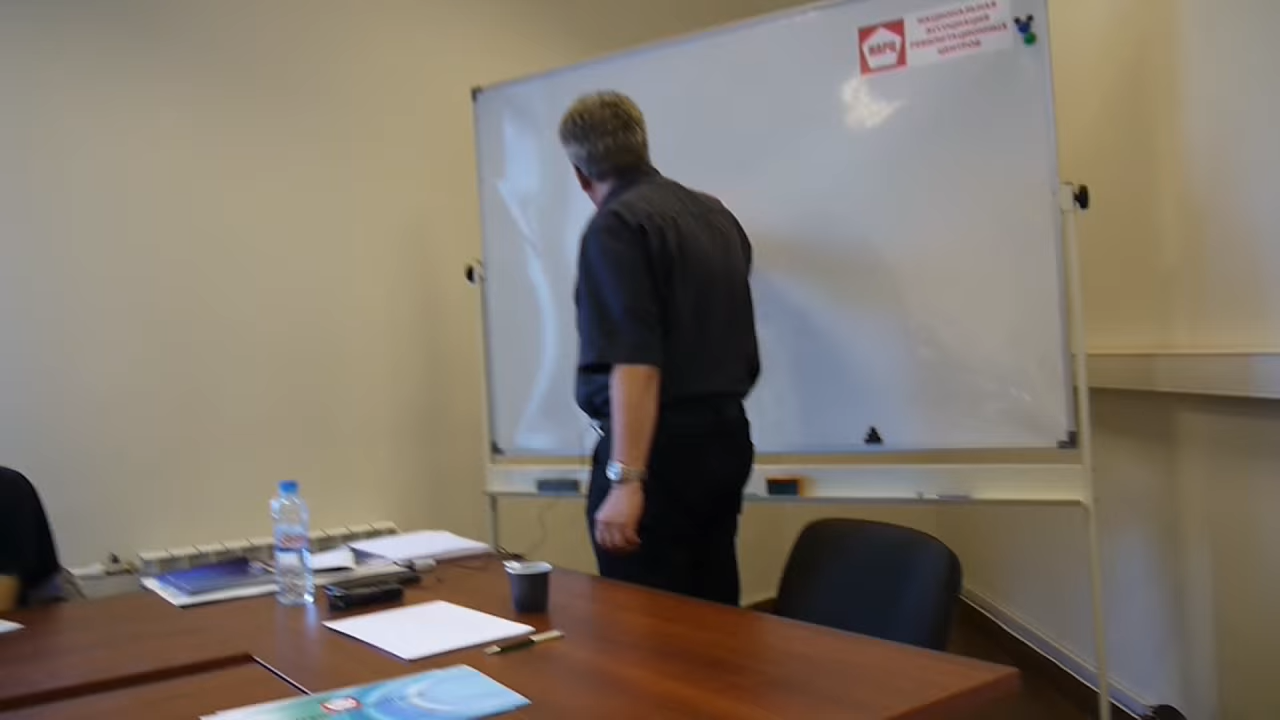 НАРЦ
НАЦИОНАЛЬНАЯ
АССОЦИАЦИЯ
РЕАБИЛИТАЦИОННЫХ
ЦЕНТРОВ